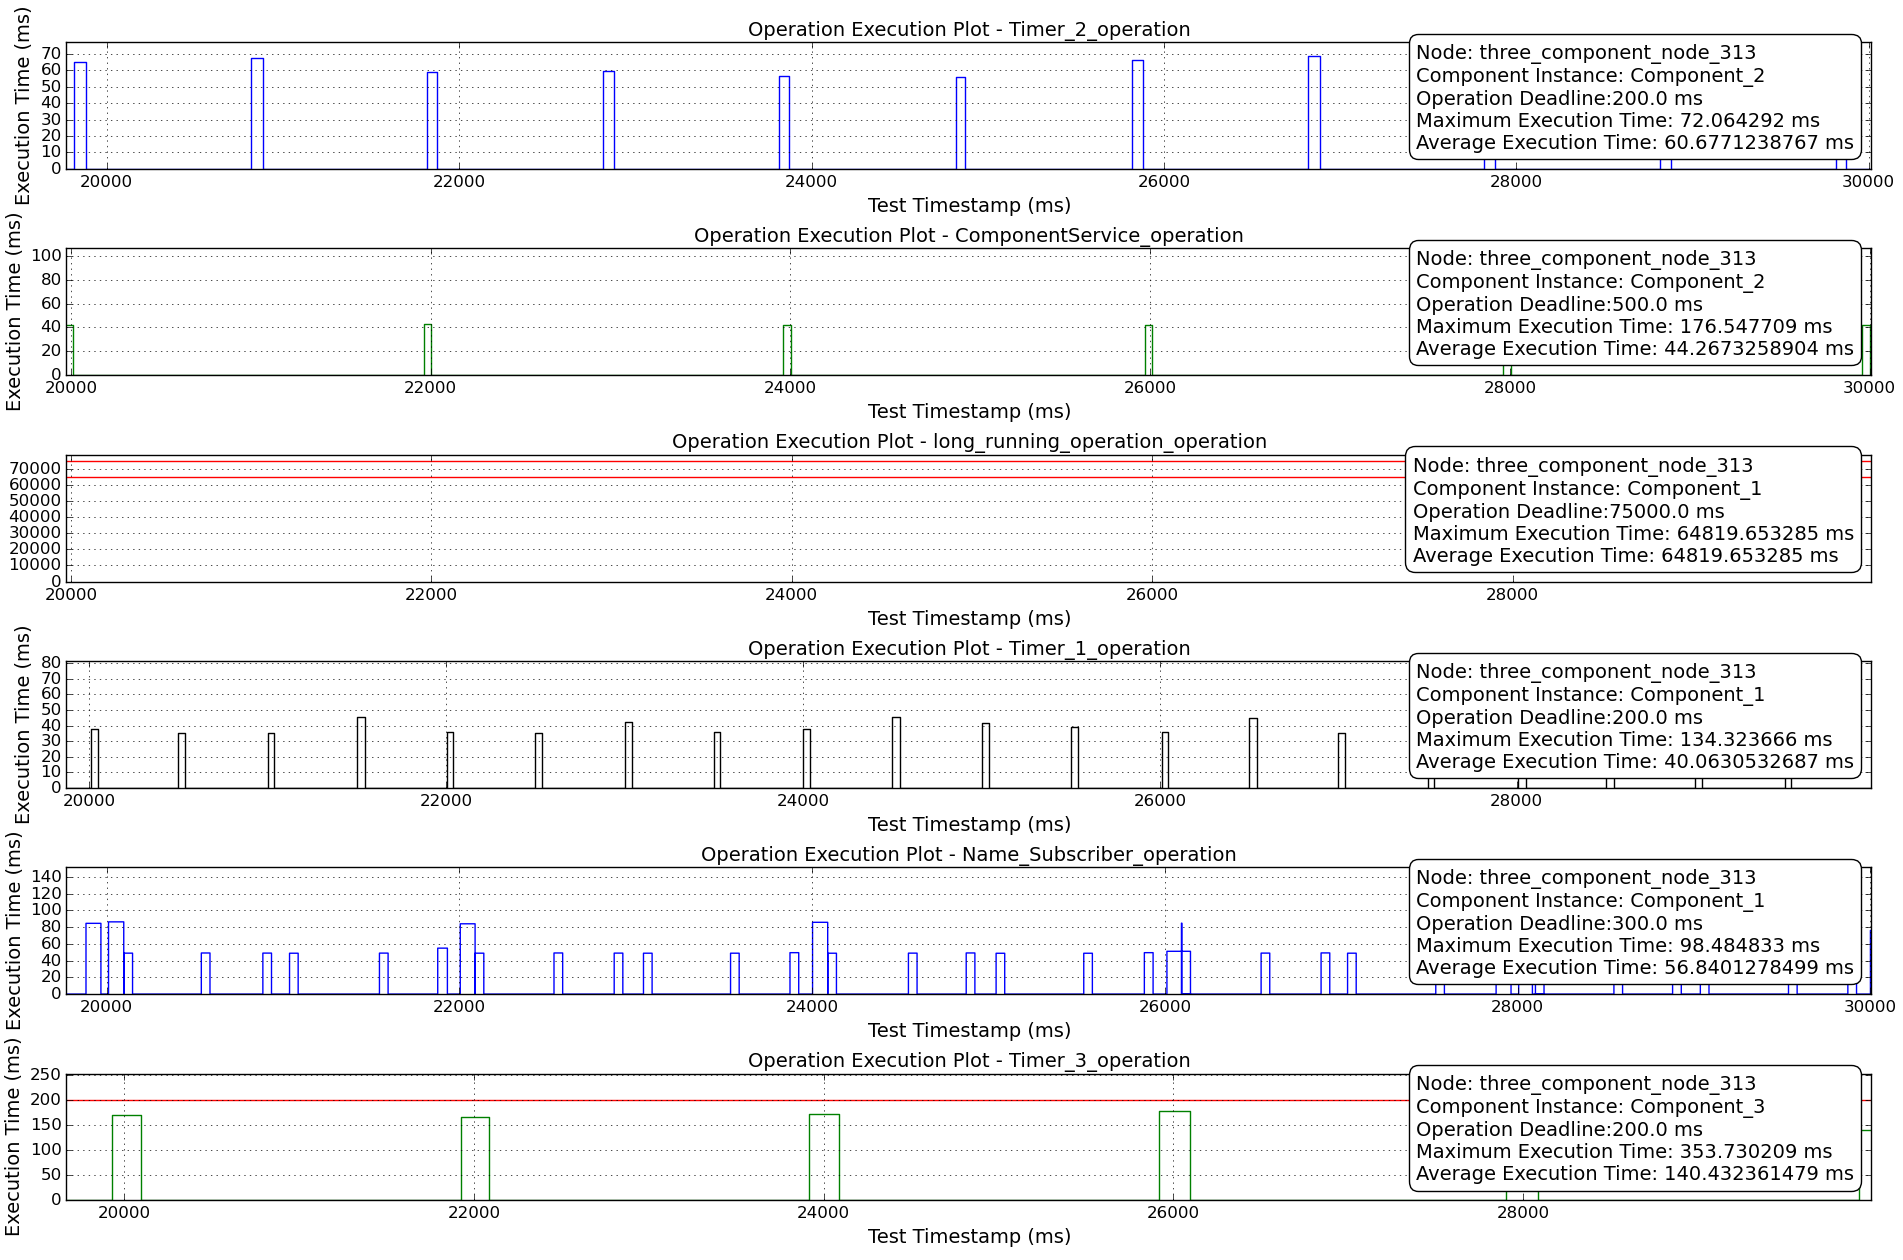 Operation Execution Plot - Timer_2_operation
Execution Time (ms)
70
60
50
40
30
20
10
0
Node: three_component_node_313
Component Instance: Component_2
Operation Deadline:200.0 ms
Maximum Execution Time: 72.064292 ms
Average Execution Time: 60.6771238767 ms
20000 22000 24000 26000 28000 30000
Test Timestamp (ms)
Operation Execution Plot - ComponentService_operation
Execution Time (ms)
100
80
60
40
20
0
Node: three_component_node_313
Component Instance: Component_2
Operation Deadline:500.0 ms
Maximum Execution Time: 176.547709 ms
Average Execution Time: 44.2673258904 ms
20000 22000 24000 26000 28000 30000
Test Timestamp (ms)
Operation Execution Plot - long_running_operation_operation
70000
60000
50000
40000
30000
20000
10000
0
Node: three_component_node_313
Component Instance: Component_1
Operation Deadline:75000.0 ms
Maximum Execution Time: 64819.653285 ms
Average Execution Time: 64819.653285 ms
20000 22000 24000 26000 28000
Test Timestamp (ms)
Operation Execution Plot - Timer_1_operation
Execution Time (ms)
80
70
60
50
40
30
20
10
0
Node: three_component_node_313
Component Instance: Component_1
Operation Deadline:200.0 ms
Maximum Execution Time: 134.323666 ms
Average Execution Time: 40.0630532687 ms
20000 22000 24000 26000 28000
Test Timestamp (ms)
Operation Execution Plot - Name_Subscriber_operation
Execution Time (ms)
140
120
100
80
60
40
20
0
Node: three_component_node_313
Component Instance: Component_1
Operation Deadline:300.0 ms
Maximum Execution Time: 98.484833 ms
Average Execution Time: 56.8401278499 ms
20000 22000 24000 26000 28000 30000
Test Timestamp (ms)
Operation Execution Plot - Timer_3_operation
Execution Time (ms)
250
200
150
100
50
0
Node: three_component_node_313
Component Instance: Component_3
Operation Deadline:200.0 ms
Maximum Execution Time: 353.730209 ms
Average Execution Time: 140.432361479 ms
20000 22000 24000 26000 28000
Test Timestamp (ms)